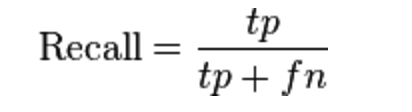 Recall = tp / tp + fn